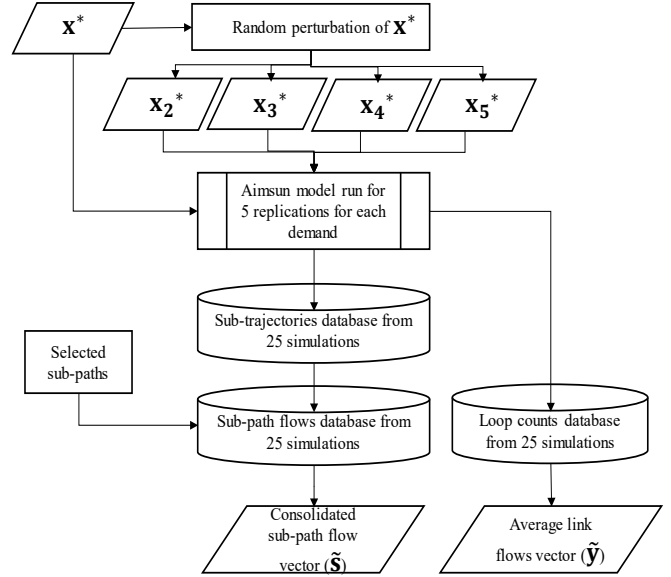 x*
Random perturbation of x*
x₂* x₃* x₄* x₅*
Aimsun model run for
5 replications for each
demand
Sub-trajectories database from
25 simulations
Selected
sub-paths
Sub-path flows database from
25 simulations
Loop counts database
from 25 simulations
Consolidated
sub-path flow
vector (s̃)
Average link
flows vector (ỹ)